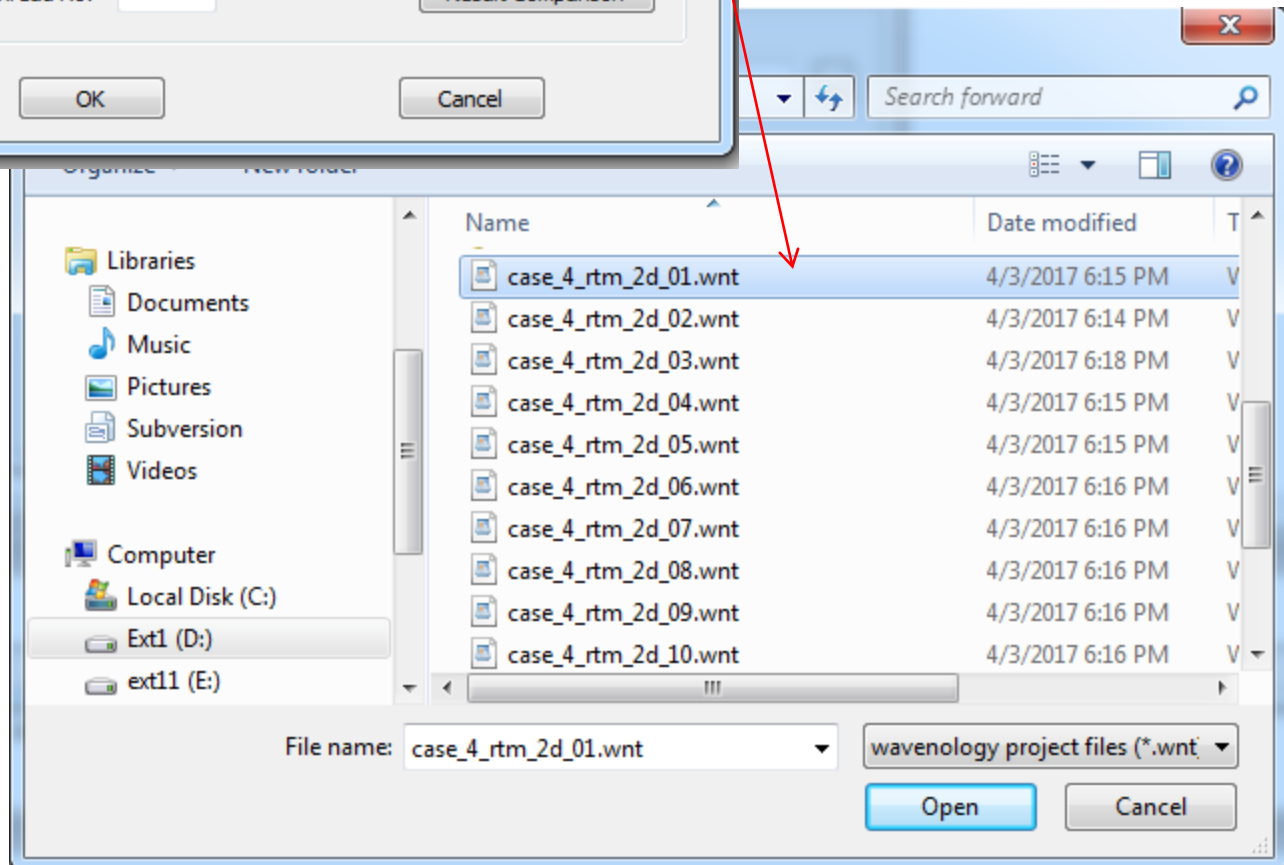 OK Cancel
Search forward
Organize New folder
Name Date modified T
Libraries
Documents
Music
Pictures
Subversion
Videos
Computer
Local Disk (C:)
Ext1 (D:)
ext11 (E:)
case_4_rtm_2d_01.wnt 4/3/2017 6:15 PM
case_4_rtm_2d_02.wnt 4/3/2017 6:14 PM
case_4_rtm_2d_03.wnt 4/3/2017 6:18 PM
case_4_rtm_2d_04.wnt 4/3/2017 6:15 PM
case_4_rtm_2d_05.wnt 4/3/2017 6:15 PM
case_4_rtm_2d_06.wnt 4/3/2017 6:16 PM
case_4_rtm_2d_07.wnt 4/3/2017 6:16 PM
case_4_rtm_2d_08.wnt 4/3/2017 6:16 PM
case_4_rtm_2d_09.wnt 4/3/2017 6:16 PM
case_4_rtm_2d_10.wnt 4/3/2017 6:16 PM
File name: case_4_rtm_2d_01.wnt wavenology project files (*.wnt)
Open Cancel